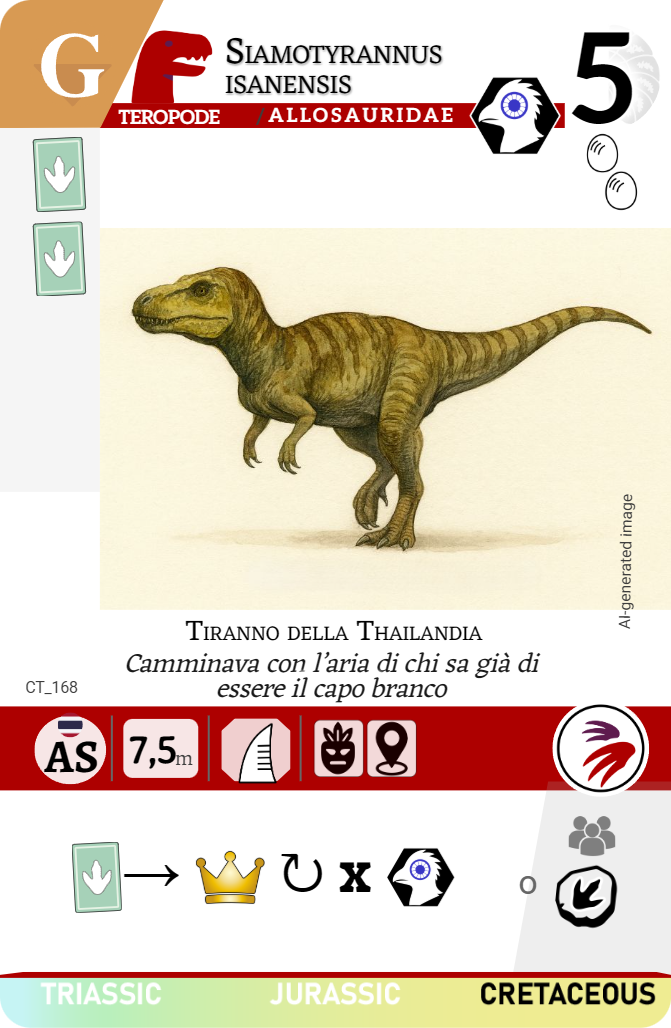 G
SIAMOTYRANNUS
ISANENSIS
5
TEROPODE / ALLOSAURIDAE
AI-generated image
TIRANNO DELLA THAILANDIA
Camminava con l'aria di chi sa già di
essere il capo branco
CT_168
AS
7,5m
x
o
TRIASSIC JURASSIC CRETACEOUS